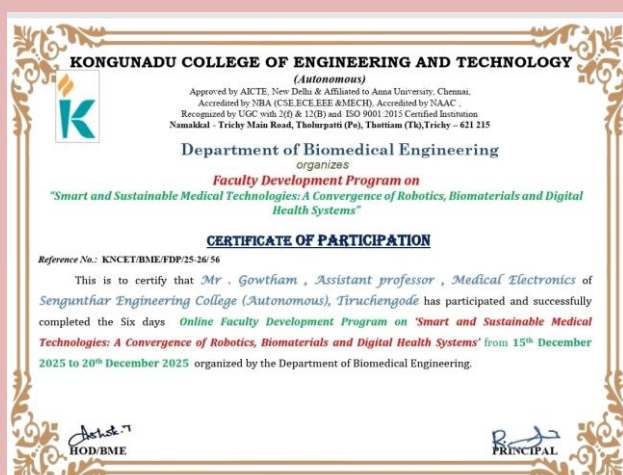 KONGUNADU COLLEGE OF ENGINEERING AND TECHNOLOGY
(Autonomous)
Approved by AICTE, New Delhi & Affiliated to Anna University, Chennai,
Accredited by NBA (CSE,ECE,EEE &MECH), Accredited by NAAC ,
Recognized by UGC with 2(f) & 12(B) and ISO 9001:2015 Certified Institution
Namakkal - Trichy Main Road, Tholurpatti (Po), Thottiam (Tk),Trichy – 621 215
Department of Biomedical Engineering
organizes
Faculty Development Program on
"Smart and Sustainable Medical Technologies: A Convergence of Robotics, Biomaterials and Digital
Health Systems"
CERTIFICATE OF PARTICIPATION
Reference No.: KNCET/BME/FDP/25-26/ 56
This is to certify that Mr . Gowtham , Assistant professor , Medical Electronics of
Sengunthar Engineering College (Autonomous), Tiruchengode has participated and successfully
completed the Six days Online Faculty Development Program on 'Smart and Sustainable Medical
Technologies: A Convergence of Robotics, Biomaterials and Digital Health Systems' from 15th December
2025 to 20th December 2025 organized by the Department of Biomedical Engineering.
Ashok.T
HOD/BME
PRINCIPAL